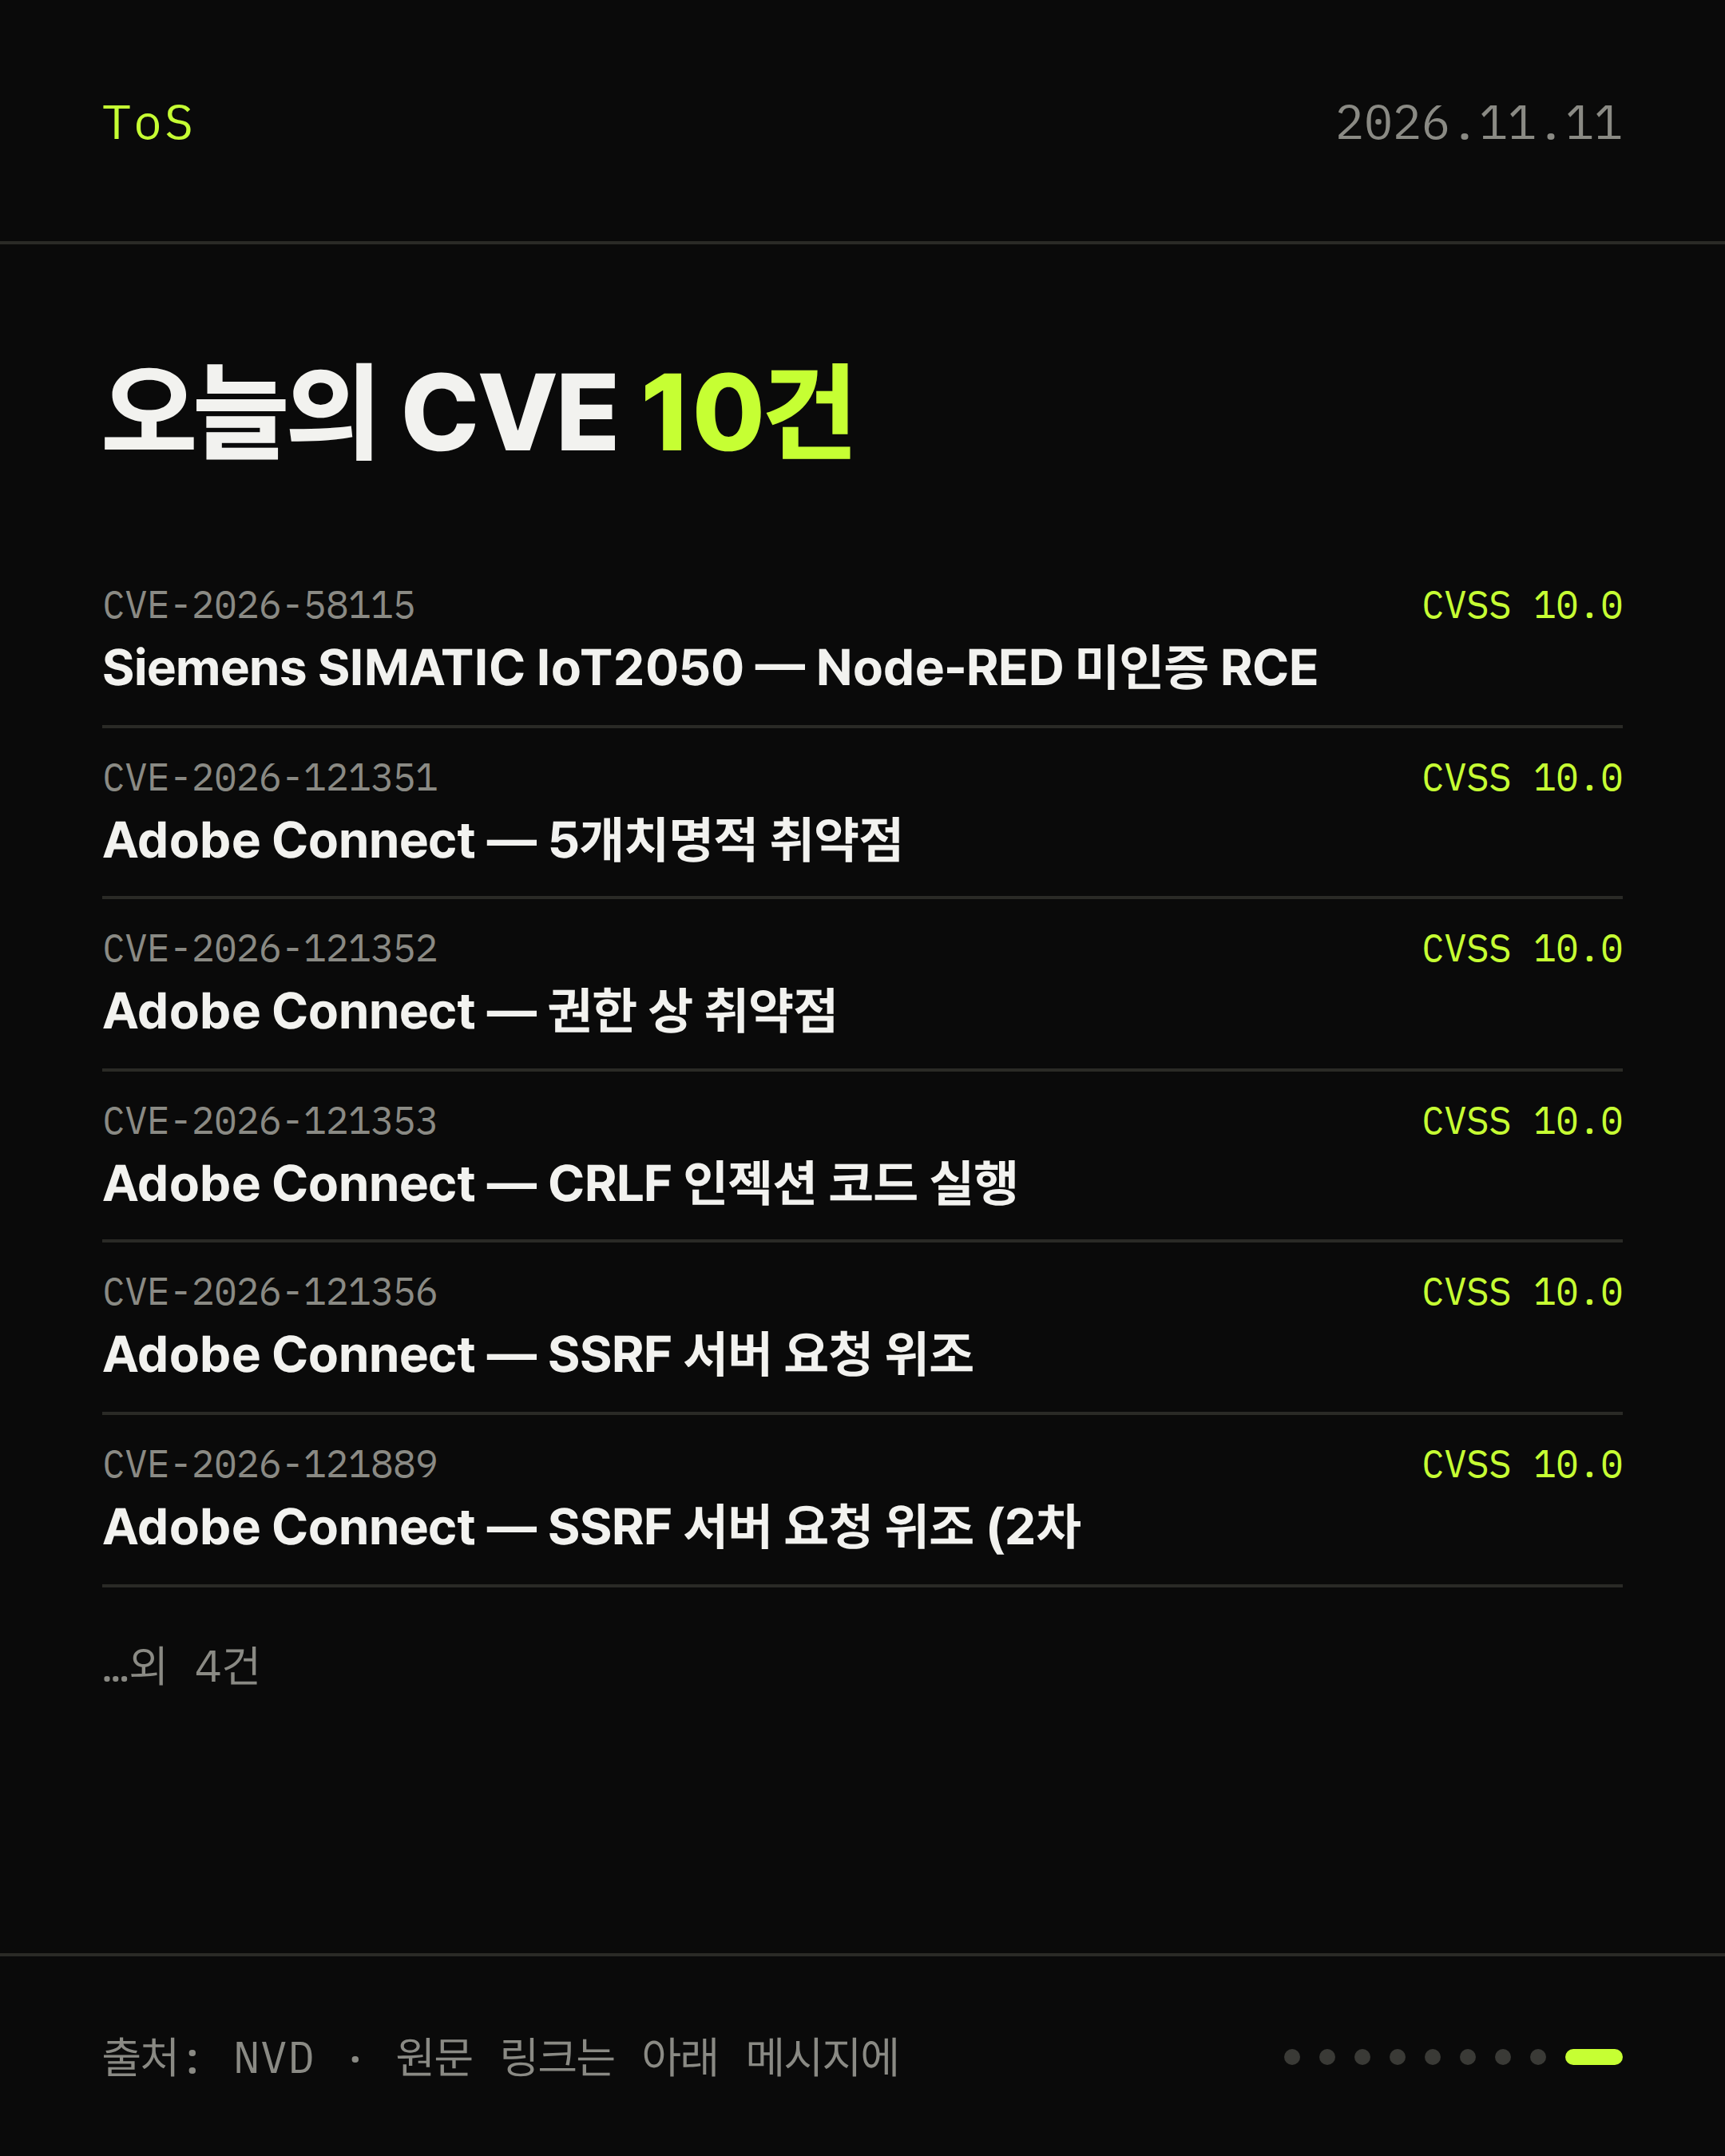 ToS
2026.11.11
오늘의 CVE 10건
CVE-2026-58115
CVSS 10.0
Siemens SIMATIC IoT2050 — Node-RED 미인증 RCE
CVE-2026-121351
CVSS 10.0
Adobe Connect — 5개치명적 취약점
CVE-2026-121352
CVSS 10.0
Adobe Connect — 권한 상 취약점
CVE-2026-121353
CVSS 10.0
Adobe Connect — CRLF 인젝션 코드 실행
CVE-2026-121356
CVSS 10.0
Adobe Connect — SSRF 서버 요청 위조
CVE-2026-121889
CVSS 10.0
Adobe Connect — SSRF 서버 요청 위조 (2차
…외 4건
출처: NVD · 원문 링크는 아래 메시지에